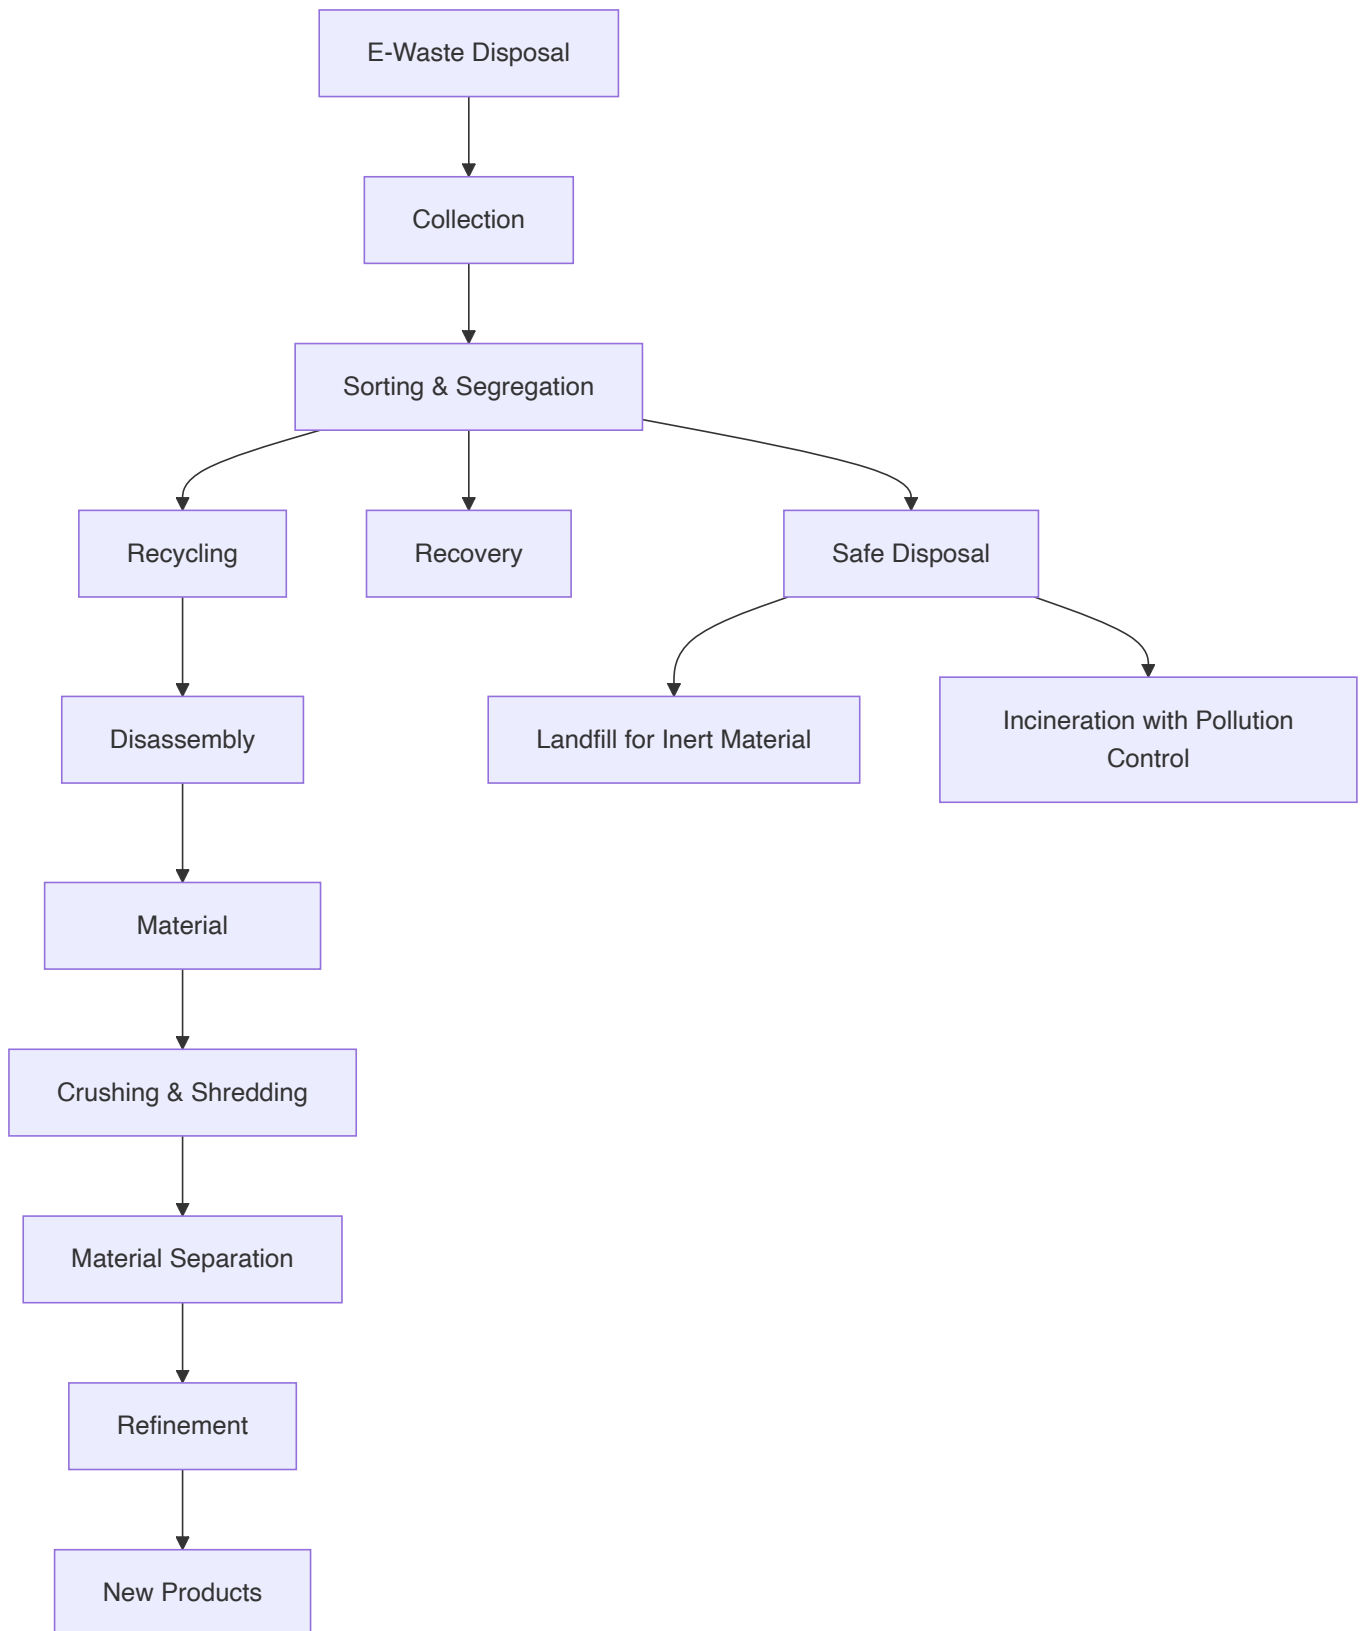 E-Waste Disposal
Collection
Sorting & Segregation
Recycling
Recovery
Safe Disposal
Disassembly
Landfill for Inert Material
Incineration with Pollution
Control
Material
Crushing & Shredding
Material Separation
Refinement
New Products